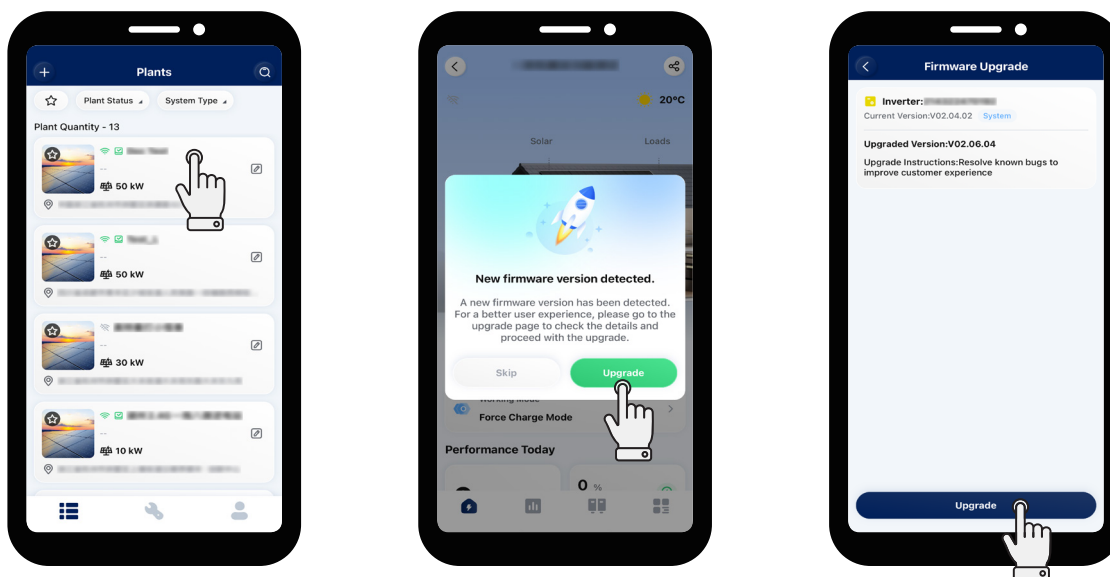 Plants
Plant Status
System Type
Plant Quantity - 13
--
50 kW
--
50 kW
--
30 kW
--
10 kW
20°C
Solar
Loads
New firmware version detected.
A new firmware version has been detected.
For a better user experience, please go to the
upgrade page to check the details and
proceed with the upgrade.
Skip
Upgrade
Working Mode
Force Charge Mode
Performance Today
0 %
Firmware Upgrade
Inverter:
Current Version:V02.04.02 System
Upgraded Version:V02.06.04
Upgrade Instructions:Resolve known bugs to
improve customer experience
Upgrade